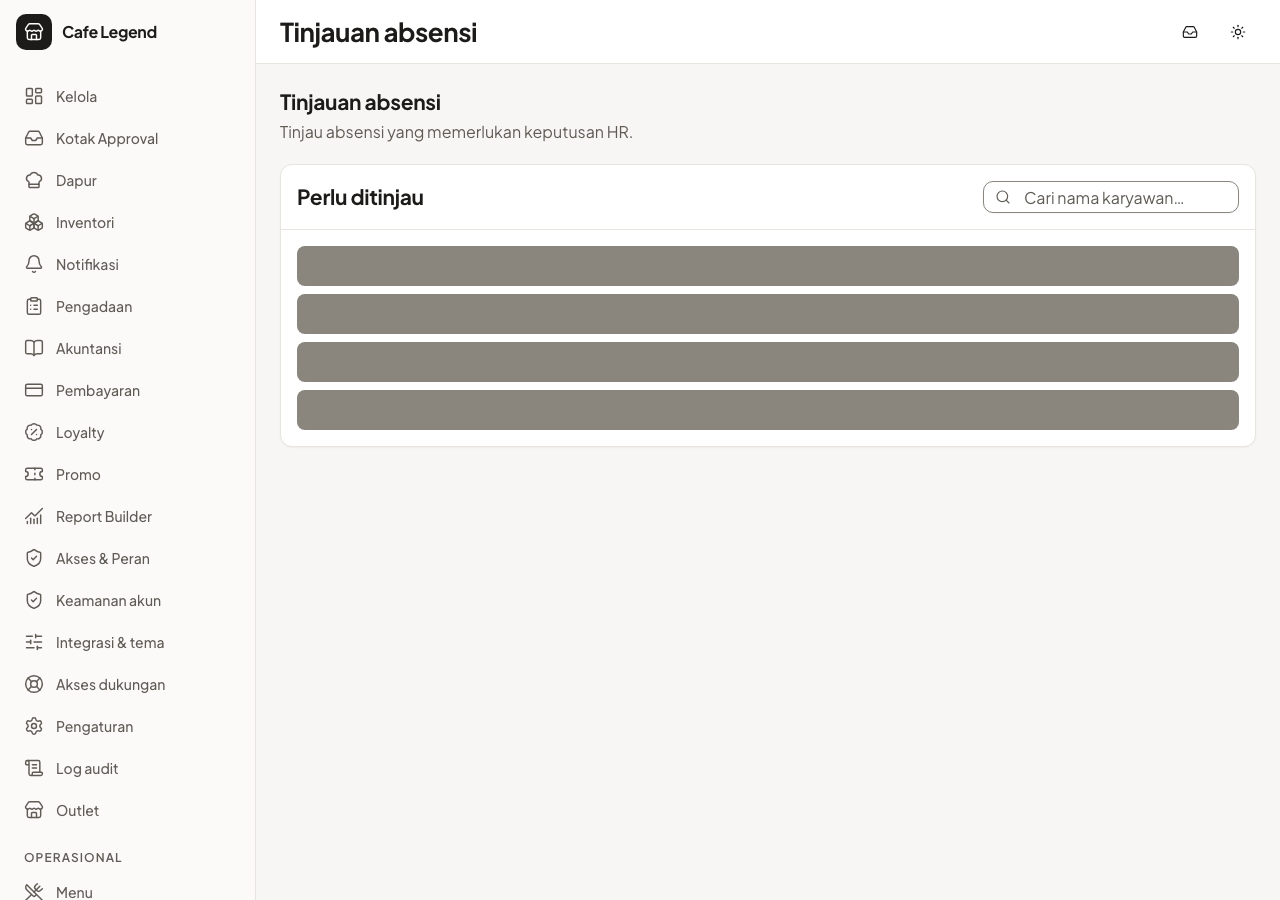 Cafe Legend
Kelola
Kotak Approval
Dapur
Inventori
Notifikasi
Pengadaan
Akuntansi
Pembayaran
Loyalty
Promo
Report Builder
Akses & Peran
Keamanan akun
Integrasi & tema
Akses dukungan
Pengaturan
Log audit
Outlet
OPERASIONAL
Menu
Tinjauan absensi
Tinjauan absensi
Tinjau absensi yang memerlukan keputusan HR.
Perlu ditinjau
Cari nama karyawan...